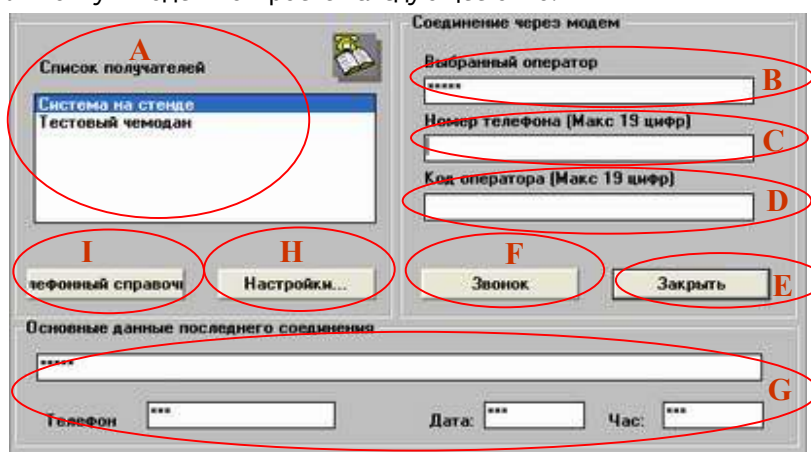 Соединение через модем
A
Список получателей
Выбранный оператор
***** B
Система на стенде
Тестовый чемодан
Номер телефона (Макс 19 цифр)
C
Код оператора (Макс 19 цифр)
D
I H F
лефонный справоч Настройки... Звонок Закрыть E
Основные данные последнего соединения
*****
G
Телефон *** Дата: *** Час: ***